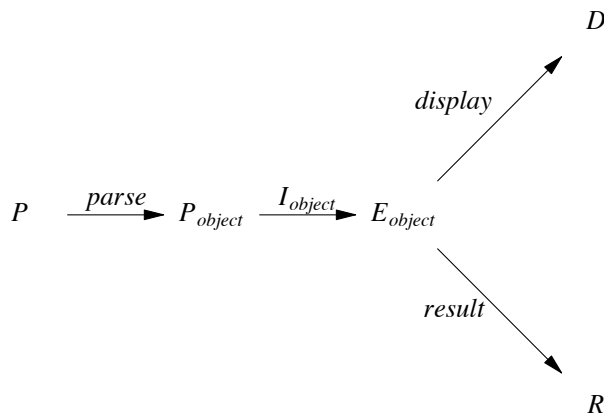 D
display
parse
I_object
P
P_object
E_object
result
R